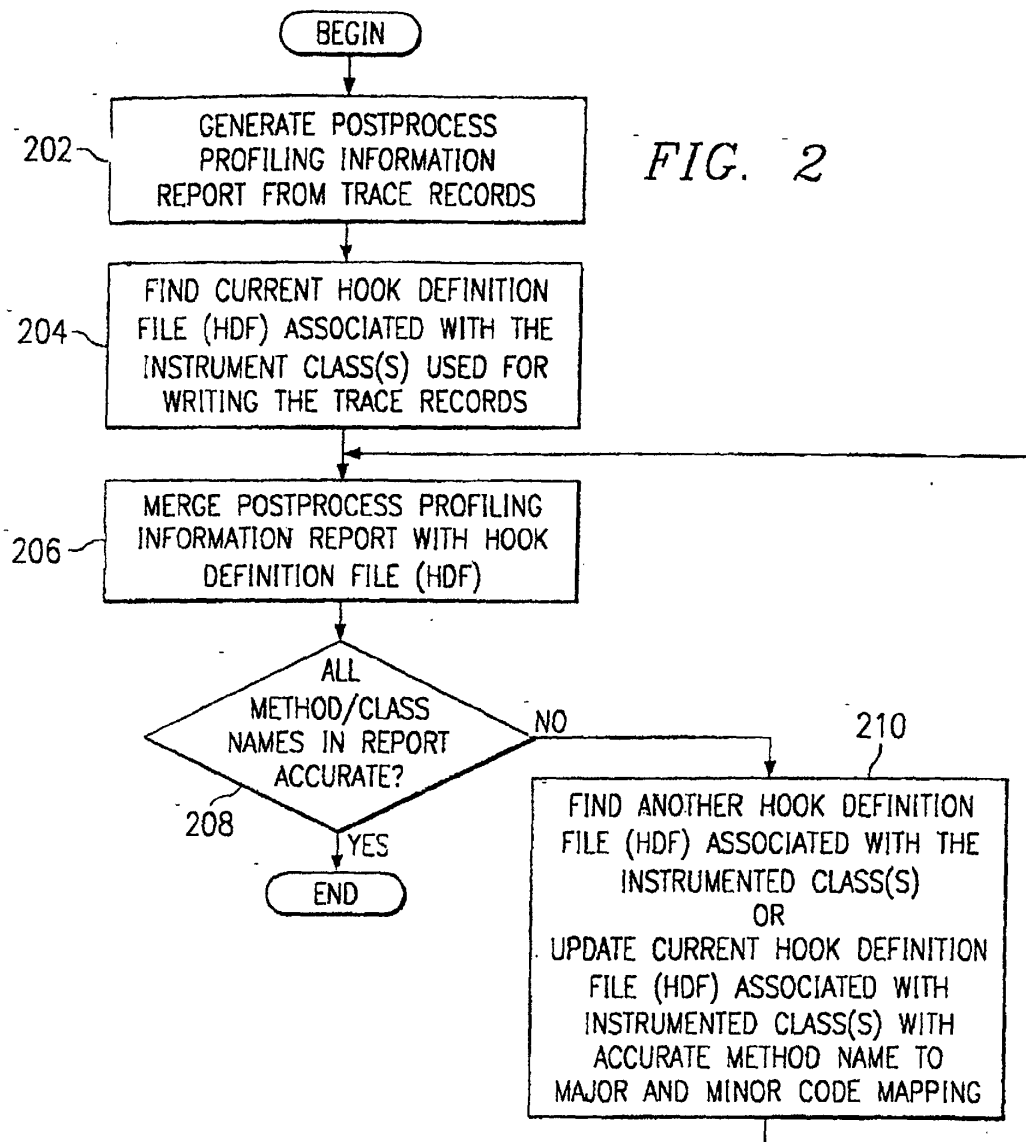 BEGIN
202
GENERATE POSTPROCESS
PROFILING INFORMATION
REPORT FROM TRACE RECORDS
FIG. 2
204
FIND CURRENT HOOK DEFINITION
FILE (HDF) ASSOCIATED WITH THE
INSTRUMENT CLASS(S) USED FOR
WRITING THE TRACE RECORDS
206
MERGE POSTPROCESS PROFILING
INFORMATION REPORT WITH HOOK
DEFINITION FILE (HDF)
ALL
METHOD/CLASS
NAMES IN REPORT
ACCURATE?
208
NO
YES
END
210
FIND ANOTHER HOOK DEFINITION
FILE (HDF) ASSOCIATED WITH THE
INSTRUMENTED CLASS(S)
OR
UPDATE CURRENT HOOK DEFINITION
FILE (HDF) ASSOCIATED WITH
INSTRUMENTED CLASS(S) WITH
ACCURATE METHOD NAME TO
MAJOR AND MINOR CODE MAPPING